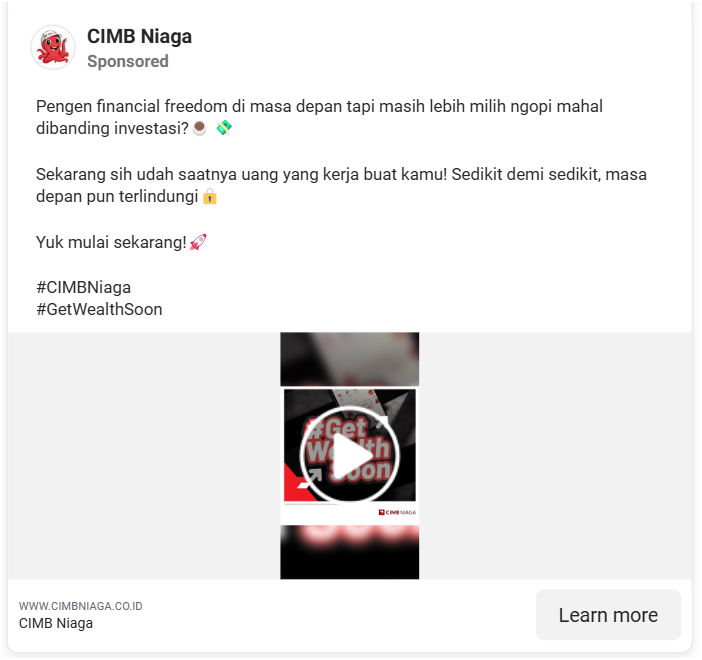 CIMB Niaga
Sponsored
Pengen financial freedom di masa depan tapi masih lebih milih ngopi mahal
dibanding investasi?☕ 💸
Sekarang sih udah saatnya uang yang kerja buat kamu! Sedikit demi sedikit, masa
depan pun terlindungi🔒
Yuk mulai sekarang!🚀
#CIMBNiaga
#GetWealthSoon
#Get
Wealth
Soon
CIMB NIAGA
WWW.CIMBNIAGA.CO.ID
CIMB Niaga
Learn more